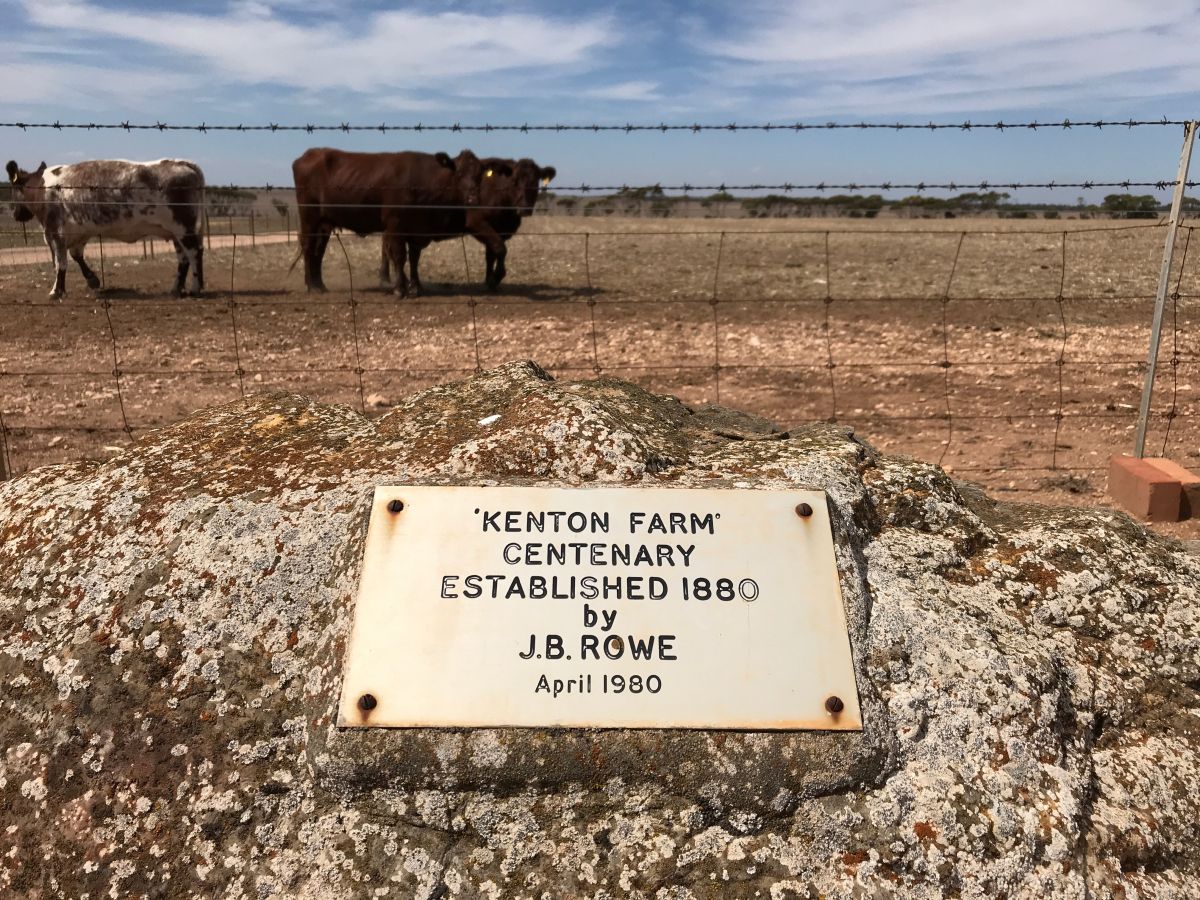 'KENTON FARM'
CENTENARY
ESTABLISHED 1880
by
J.B. ROWE
April 1980